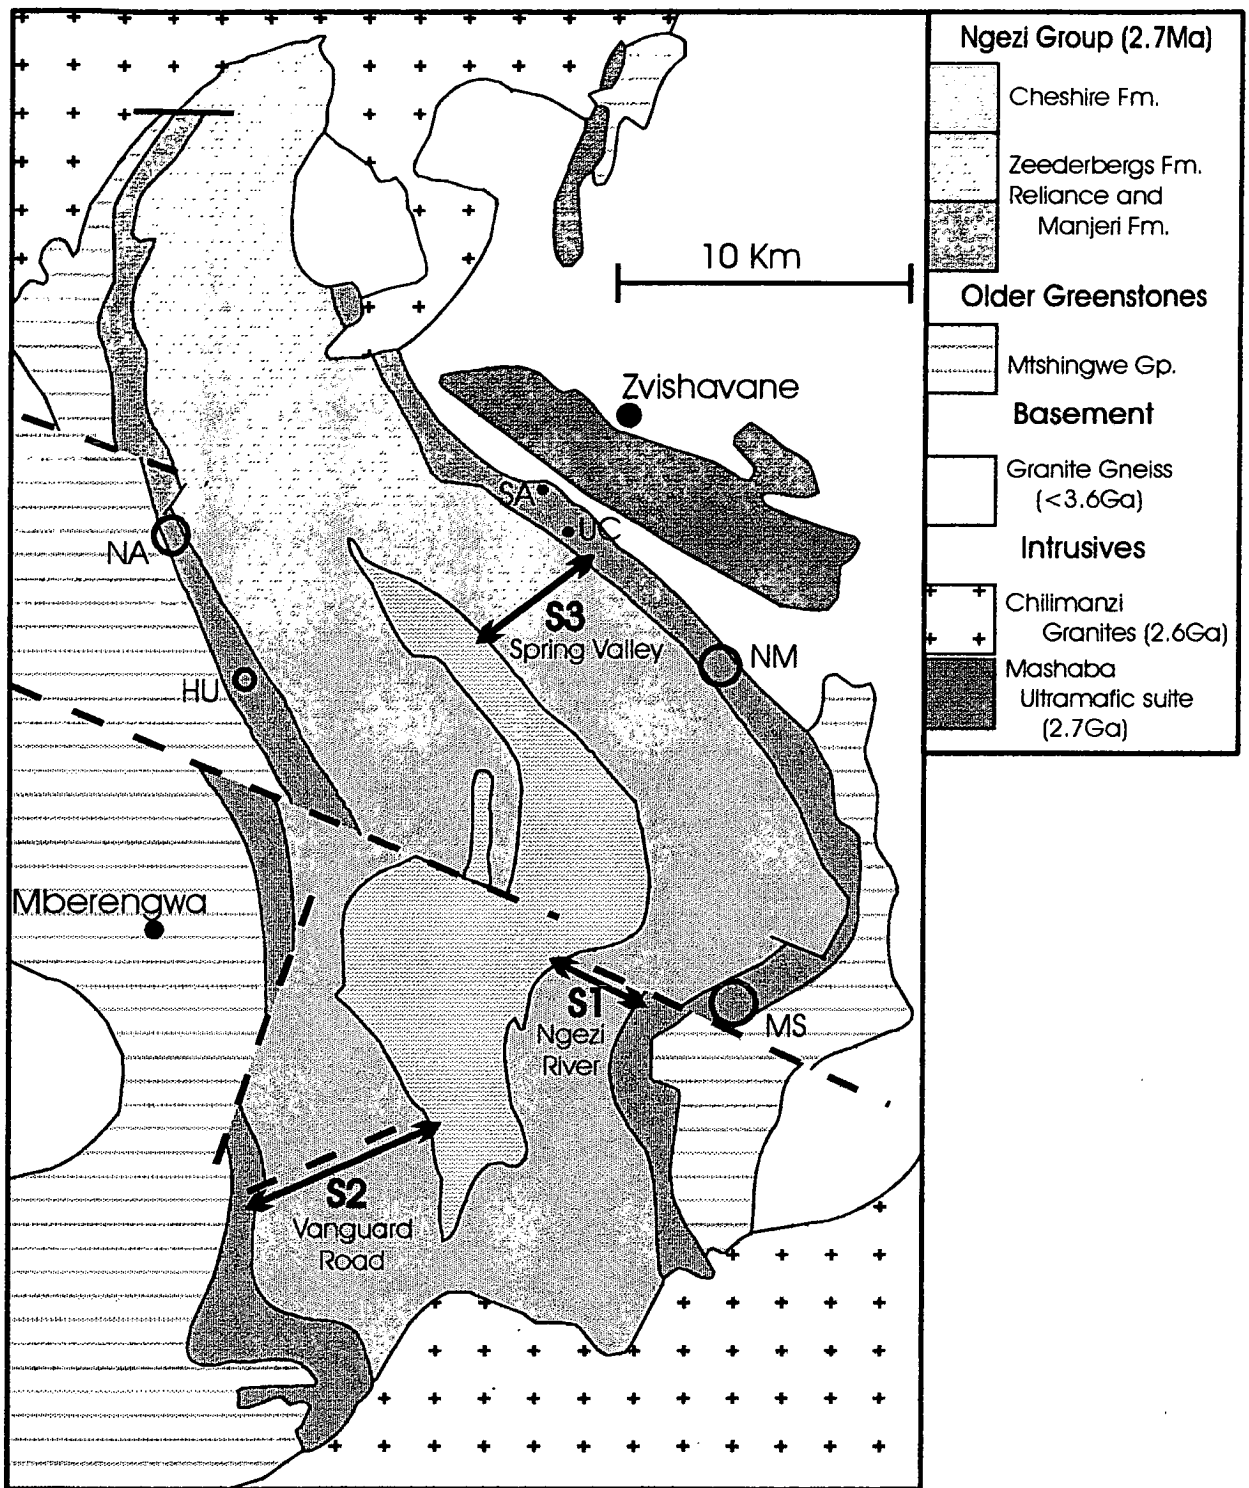 Ngezi Group (2.7Ma)
Cheshire Fm.
Zeederbergs Fm.
Reliance and
Manjeri Fm.
Older Greenstones
Mtshingwe Gp.
Basement
Granite Gneiss
(<3.6Ga)
Intrusives
Chilimanzi
Granites (2.6Ga)
Mashaba
Ultramafic suite
(2.7Ga)
10 Km
Zvishavane
SA
UC
NA
S3
Spring Valley
NM
HU
Mberengwa
S1
Ngezi
River
MS
S2
Vanguard
Road